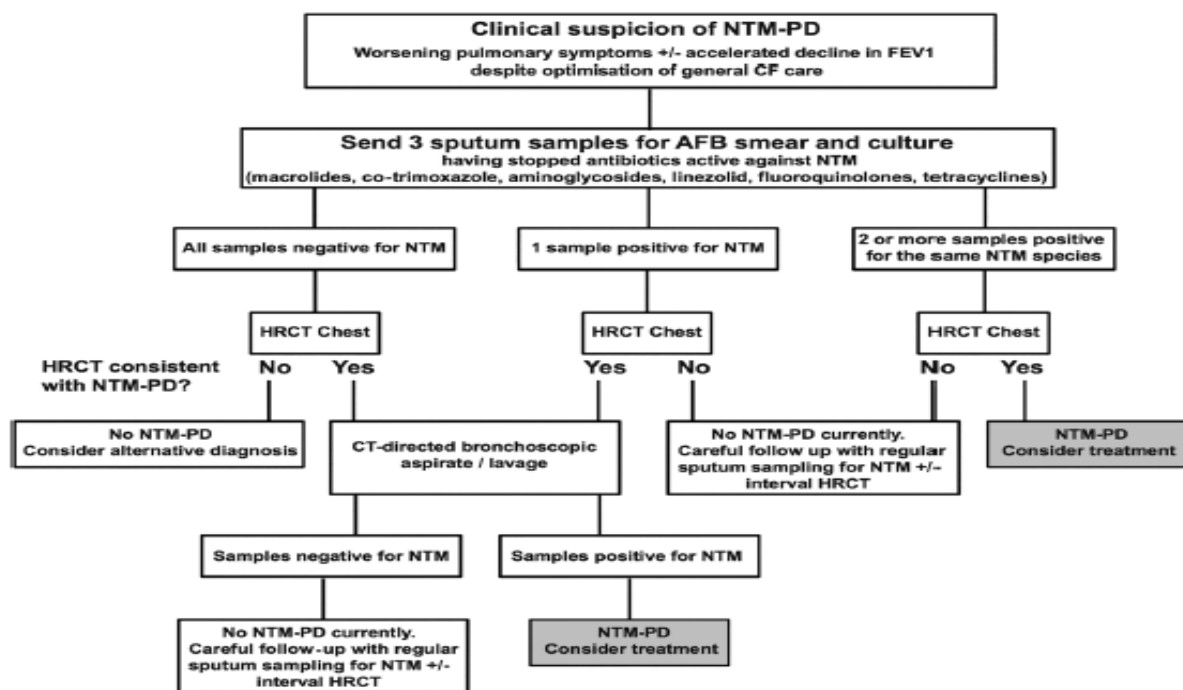 Clinical suspicion of NTM-PD
Worsening pulmonary symptoms +/- accelerated decline in FEV1
despite optimisation of general CF care
Send 3 sputum samples for AFB smear and culture
having stopped antibiotics active against NTM
(macrolides, co-trimoxazole, aminoglycosides, linezolid, fluoroquinolones, tetracyclines)
All samples negative for NTM
1 sample positive for NTM
2 or more samples positive
for the same NTM species
HRCT Chest
HRCT Chest
HRCT Chest
HRCT consistent
with NTM-PD?
No
Yes
Yes
No
No
Yes
No NTM-PD
Consider alternative diagnosis
CT-directed bronchoscopic
aspirate / lavage
No NTM-PD currently.
Careful follow up with regular
sputum sampling for NTM +/-
interval HRCT
NTM-PD
Consider treatment
Samples negative for NTM
Samples positive for NTM
No NTM-PD currently.
Careful follow-up with regular
sputum sampling for NTM +/-
interval HRCT
NTM-PD
Consider treatment